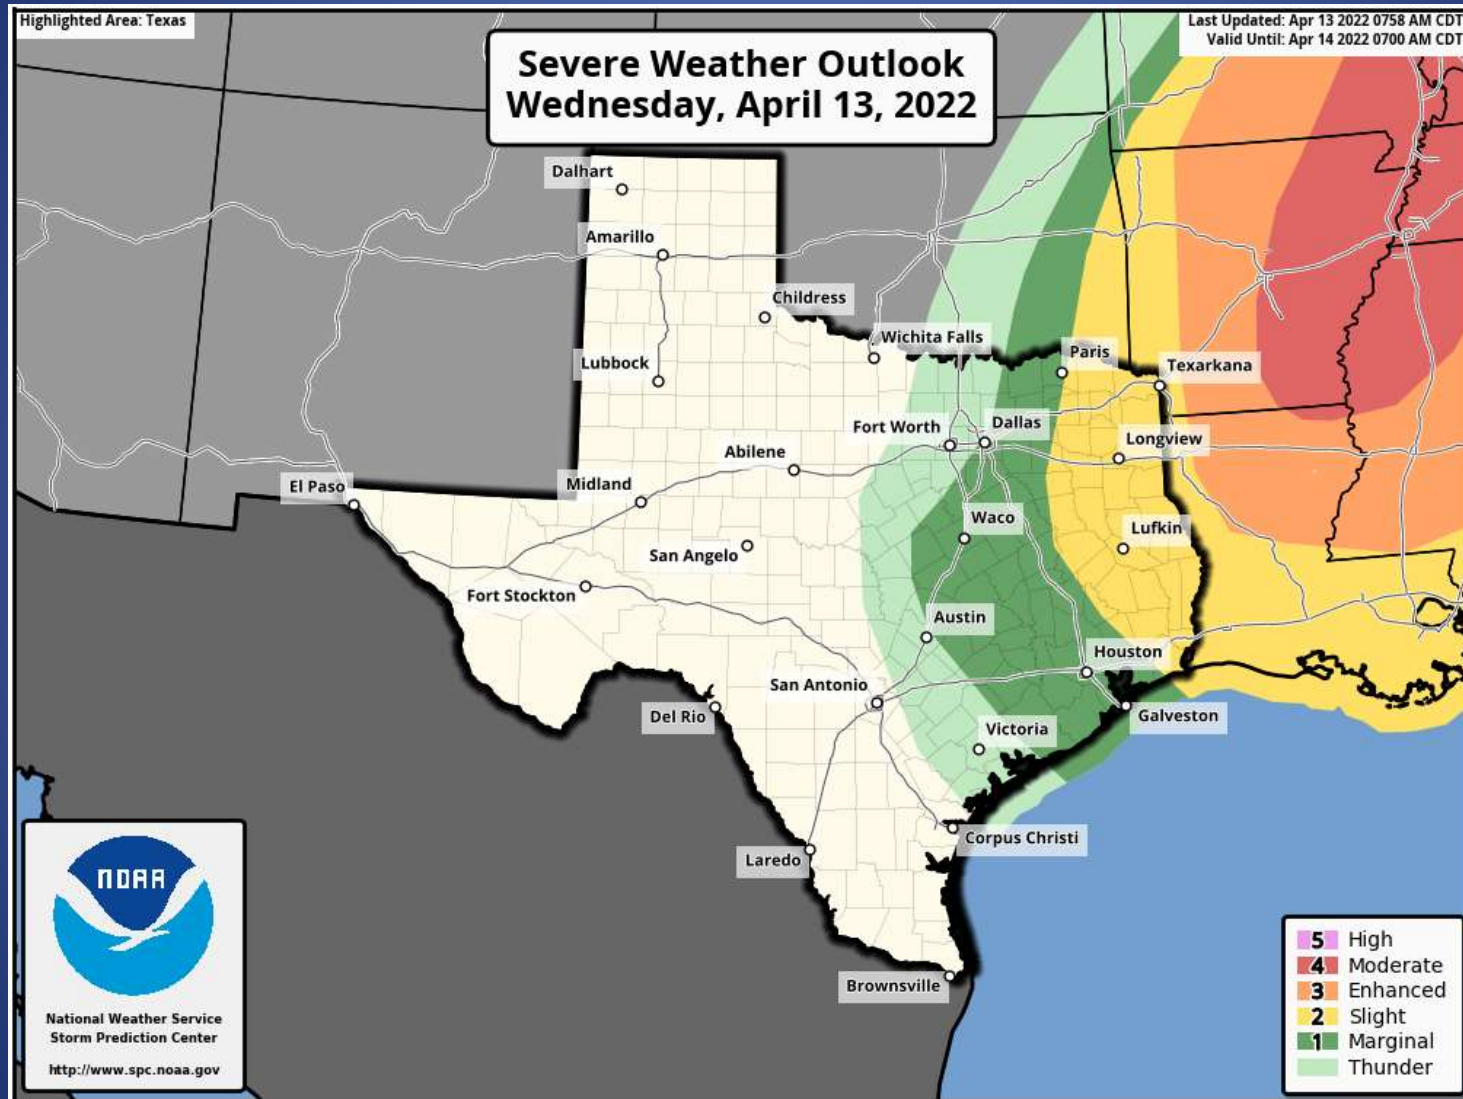 Highlighted Area: Texas
Last Updated: Apr 13 2022 0758 AM CDT
Valid Until: Apr 14 2022 0700 AM CDT
Severe Weather Outlook
Wednesday, April 13, 2022
Dalhart
Amarillo
Childress
Wichita Falls
Paris
Lubbock
Texarkana
Fort Worth
Dallas
Longview
Abilene
El Paso
Midland
Waco
Lufkin
San Angelo
Fort Stockton
Austin
Houston
San Antonio
Del Rio
Galveston
Victoria
Corpus Christi
Laredo
Brownsville
NOAA
National Weather Service
Storm Prediction Center
http://www.spc.noaa.gov
5 High
4 Moderate
3 Enhanced
2 Slight
1 Marginal
Thunder